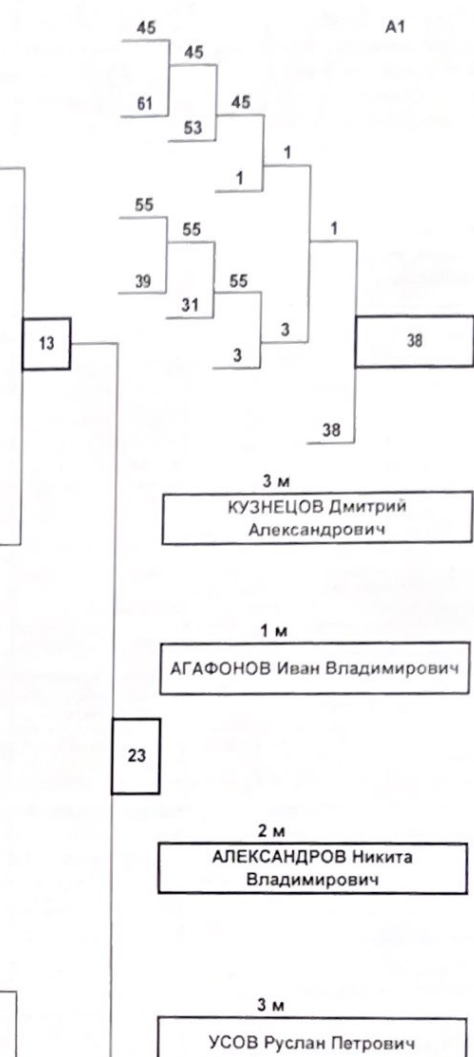 45
А1
45
61
45
53
1
1
55
55
1
39
55
31
13
3
38
3
38
3 м
КУЗНЕЦОВ Дмитрий
Александрович
1 м
АГАФОНОВ Иван Владимирович
23
2 м
АЛЕКСАНДРОВ Никита
Владимирович
3 м
УСОВ Руслан Петрович